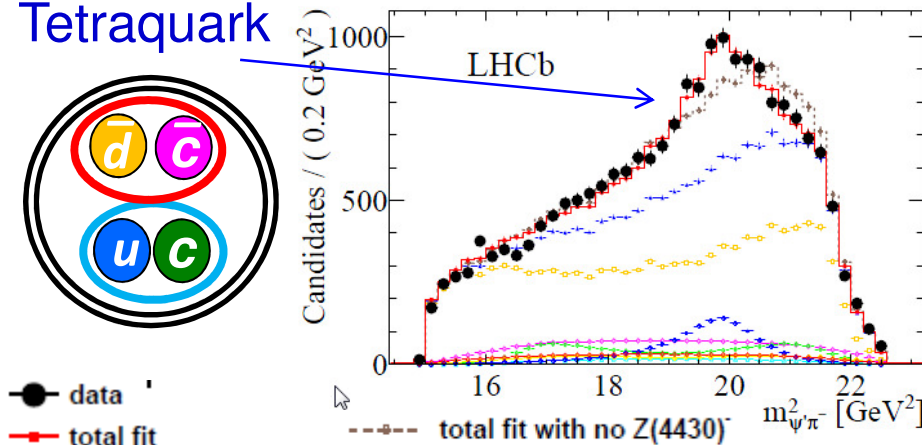 Tetraquark
d̄ c̄
u c
LHCb
Candidates / ( 0.2 GeV² )
1000
500
0
16 18 20 22
m²ψ'π⁻ [GeV²]
data
total fit
total fit with no Z(4430)⁻